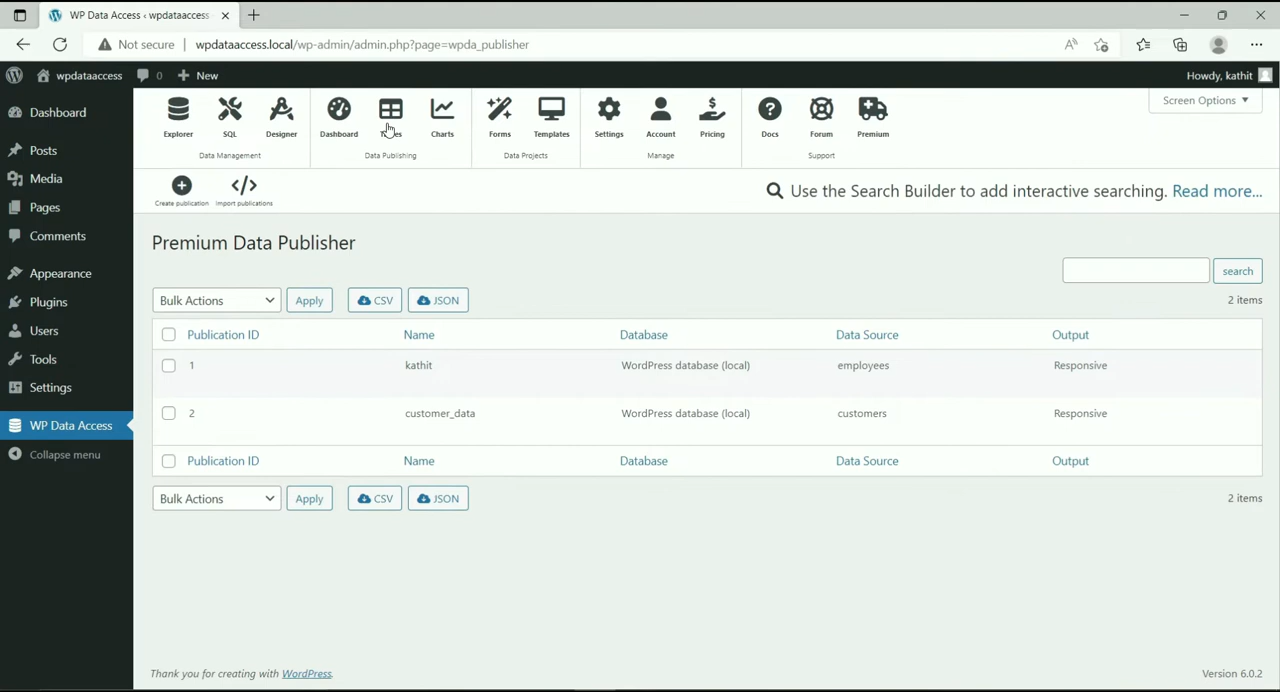 WP Data Access ‹ wpdataaccess
Not secure wpdataaccess.local/wp-admin/admin.php?page=wpda_publisher
wpdataaccess 0 New Howdy, kathit
Screen Options
Explorer SQL Designer Dashboard Charts Forms Templates Settings Account Pricing Docs Forum Premium
Data Management Data Publishing Data Projects Manage Support
Create publication Import publications
Use the Search Builder to add interactive searching. Read more...
Dashboard
Posts
Media
Pages
Comments
Appearance
Plugins
Users
Tools
Settings
WP Data Access
Collapse menu
Premium Data Publisher
search
Bulk Actions Apply CSV JSON 2 items
Publication ID Name Database Data Source Output
1 kathit WordPress database (local) employees Responsive
2 customer_data WordPress database (local) customers Responsive
Publication ID Name Database Data Source Output
Bulk Actions Apply CSV JSON 2 items
Thank you for creating with WordPress. Version 6.0.2